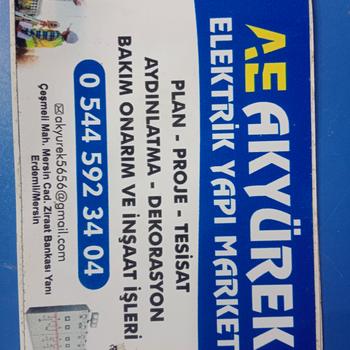 AE AKYÜREK
ELEKTRİK YAPI MARKET
PLAN - PROJE - TESİSAT
AYDINLATMA - DEKORASYON
BAKIM ONARIM VE İNŞAAT İŞLERİ
0 544 592 34 04
akyurek5656@gmail.com
Çeşmeli Mah. Mersin Cad. Ziraat Bankası Yanı
Erdemli/Mersin